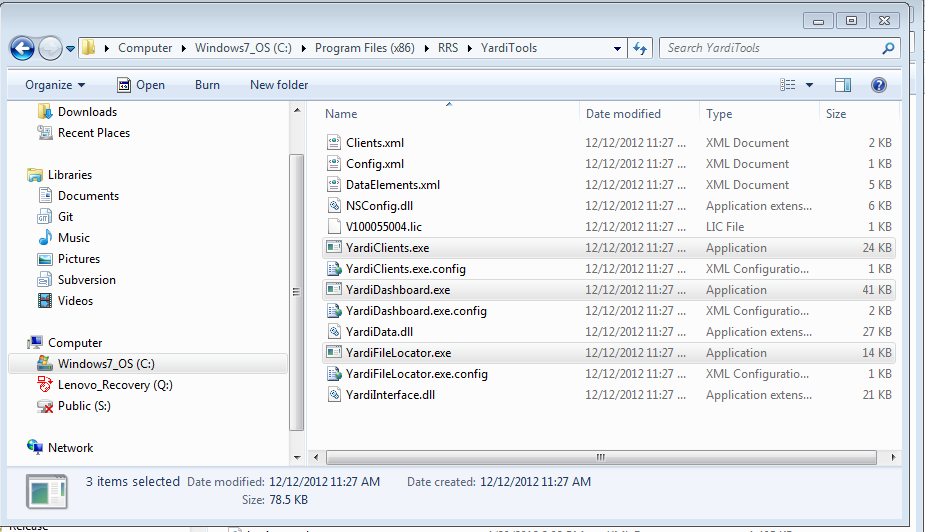 Computer Windows7_OS (C:) Program Files (x86) RRS YardiTools Search YardiTools
Organize Open Burn New folder
Downloads
Recent Places
Libraries
Documents
Git
Music
Pictures
Subversion
Videos
Computer
Windows7_OS (C:)
Lenovo_Recovery (Q:)
Public (S:)
Network
Name Date modified Type Size
Clients.xml 12/12/2012 11:27 ... XML Document 2 KB
Config.xml 12/12/2012 11:27 ... XML Document 1 KB
DataElements.xml 12/12/2012 11:27 ... XML Document 5 KB
NSConfig.dll 12/12/2012 11:27 ... Application extens... 6 KB
V100055004.lic 12/12/2012 11:27 ... LIC File 1 KB
YardiClients.exe 12/12/2012 11:27 ... Application 24 KB
YardiClients.exe.config 12/12/2012 11:27 ... XML Configuratio... 1 KB
YardiDashboard.exe 12/12/2012 11:27 ... Application 41 KB
YardiDashboard.exe.config 12/12/2012 11:27 ... XML Configuratio... 2 KB
YardiData.dll 12/12/2012 11:27 ... Application extens... 27 KB
YardiFileLocator.exe 12/12/2012 11:27 ... Application 14 KB
YardiFileLocator.exe.config 12/12/2012 11:27 ... XML Configuratio... 1 KB
YardiInterface.dll 12/12/2012 11:27 ... Application extens... 21 KB
3 items selected Date modified: 12/12/2012 11:27 AM Date created: 12/12/2012 11:27 AM
Size: 78.5 KB
Release